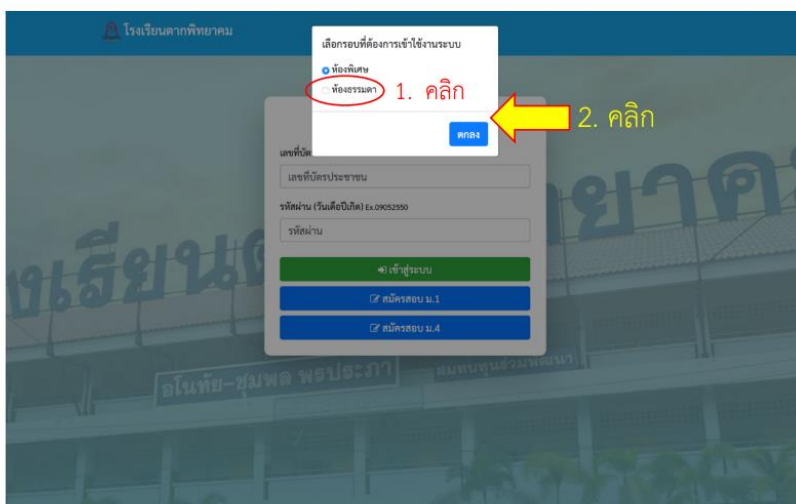 โรงเรียนตากพิทยาคม
เลือกรอบที่ต้องการเข้าใช้งานระบบ
ห้องพิเศษ
ห้องธรรมดา
1. คลิก
ตกลง
2. คลิก
เลขที่บัตร
เลขที่บัตรประชาชน
รหัสผ่าน (วันเดือปีเกิด) Ex.09052550
รหัสผ่าน
เข้าสู่ระบบ
สมัครสอบ ม.1
สมัครสอบ ม.4
อโนทัย-ชุมพล พรประภา